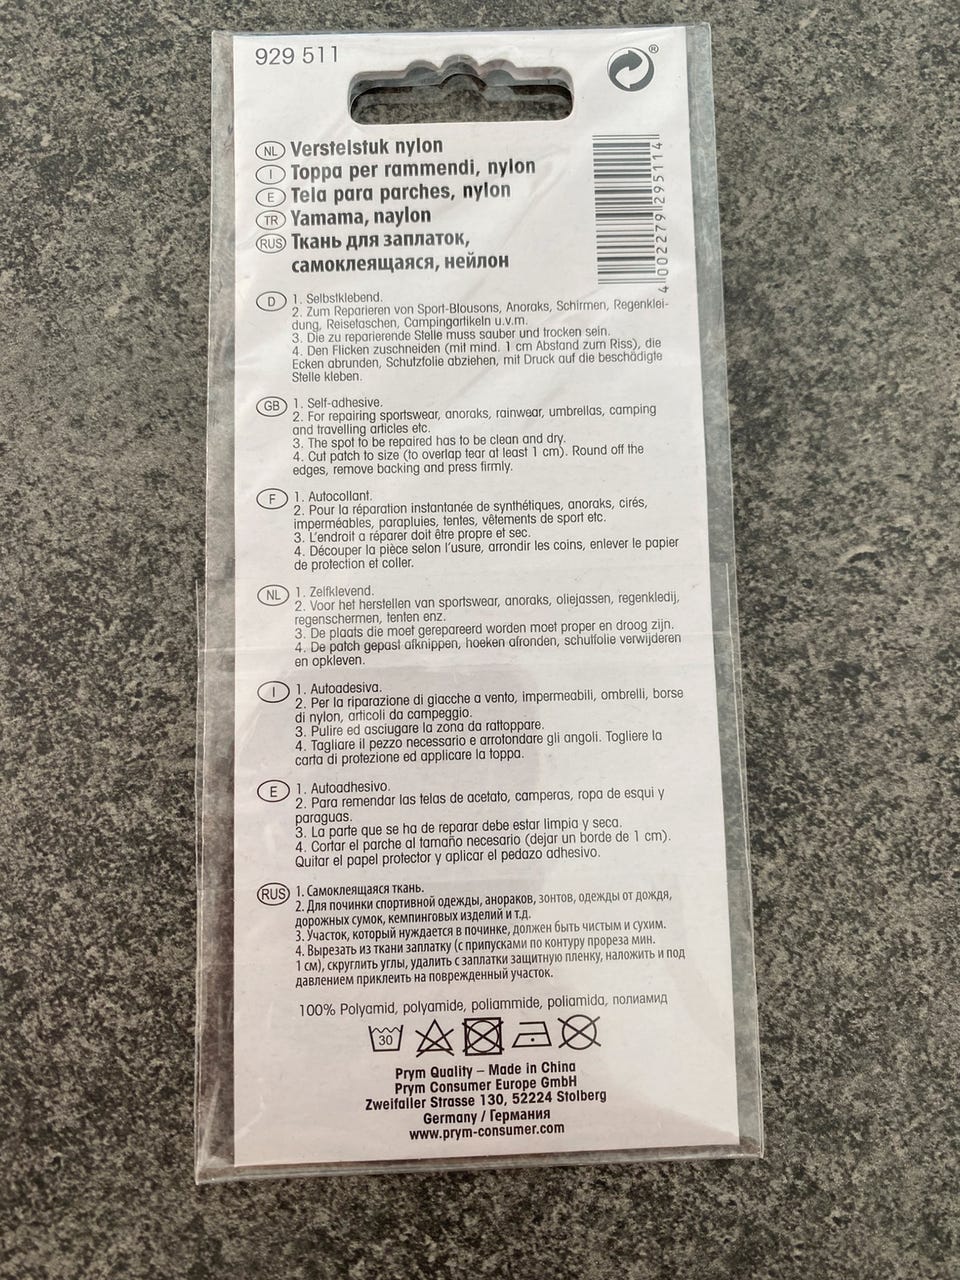 929 511
®
NL Verstelstuk nylon
I Toppa per rammendi, nylon
E Tela para parches, nylon
TR Yamama, naylon
RUS Ткань для заплаток,
самоклеящаяся, нейлон
4 002279 295114
D 1. Selbstklebend.
2. Zum Reparieren von Sport-Blousons, Anoraks, Schirmen, Regenklei-
dung, Reisetaschen, Campingartikeln u.v.m.
3. Die zu reparierende Stelle muss sauber und trocken sein.
4. Den Flicken zuschneiden (mit mind. 1 cm Abstand zum Riss), die
Ecken abrunden, Schutzfolie abziehen, mit Druck auf die beschädigte
Stelle kleben.
GB 1. Self-adhesive.
2. For repairing sportswear, anoraks, rainwear, umbrellas, camping
and travelling articles etc.
3. The spot to be repaired has to be clean and dry.
4. Cut patch to size (to overlap tear at least 1 cm). Round off the
edges, remove backing and press firmly.
F 1. Autocollant.
2. Pour la réparation instantanée de synthétiques, anoraks, cirés,
imperméables, parapluies, tentes, vêtements de sport etc.
3. L'endroit a réparer doit être propre et sec.
4. Découper la pièce selon l'usure, arrondir les coins, enlever le papier
de protection et coller.
NL 1. Zelfklevend.
2. Voor het herstellen van sportswear, anoraks, oliejassen, regenkledij,
regenschermen, tenten enz.
3. De plaats die moet gerepareerd worden moet proper en droog zijn.
4. De patch gepast afknippen, hoeken afronden, schutfolie verwijderen
en opkleven.
I 1. Autoadesiva.
2. Per la riparazione di giacche a vento, impermeabili, ombrelli, borse
di nylon, articoli da campeggio.
3. Pulire ed asciugare la zona da rattoppare.
4. Tagliare il pezzo necessario e arrotondare gli angoli. Togliere la
carta di protezione ed applicare la toppa.
E 1. Autoadhesivo.
2. Para remendar las telas de acetato, camperas, ropa de esqui y
paraguas.
3. La parte que se ha de reparar debe estar limpia y seca.
4. Cortar el parche al tamaño necesario (dejar un borde de 1 cm).
Quitar el papel protector y aplicar el pedazo adhesivo.
RUS 1. Самоклеящаяся ткань.
2. Для починки спортивной одежды, анораков, зонтов, одежды от дождя,
дорожных сумок, кемпинговых изделий и т.д.
3. Участок, который нуждается в починке, должен быть чистым и сухим.
4. Вырезать из ткани заплатку (с припусками по контуру прореза мин.
1 см), скруглить углы, удалить с заплатки защитную пленку, наложить и под
давлением приклеить на поврежденный участок.
100% Polyamid, polyamide, poliammide, poliamida, полиамид
30
Prym Quality – Made in China
Prym Consumer Europe GmbH
Zweifaller Strasse 130, 52224 Stolberg
Germany / Германия
www.prym-consumer.com